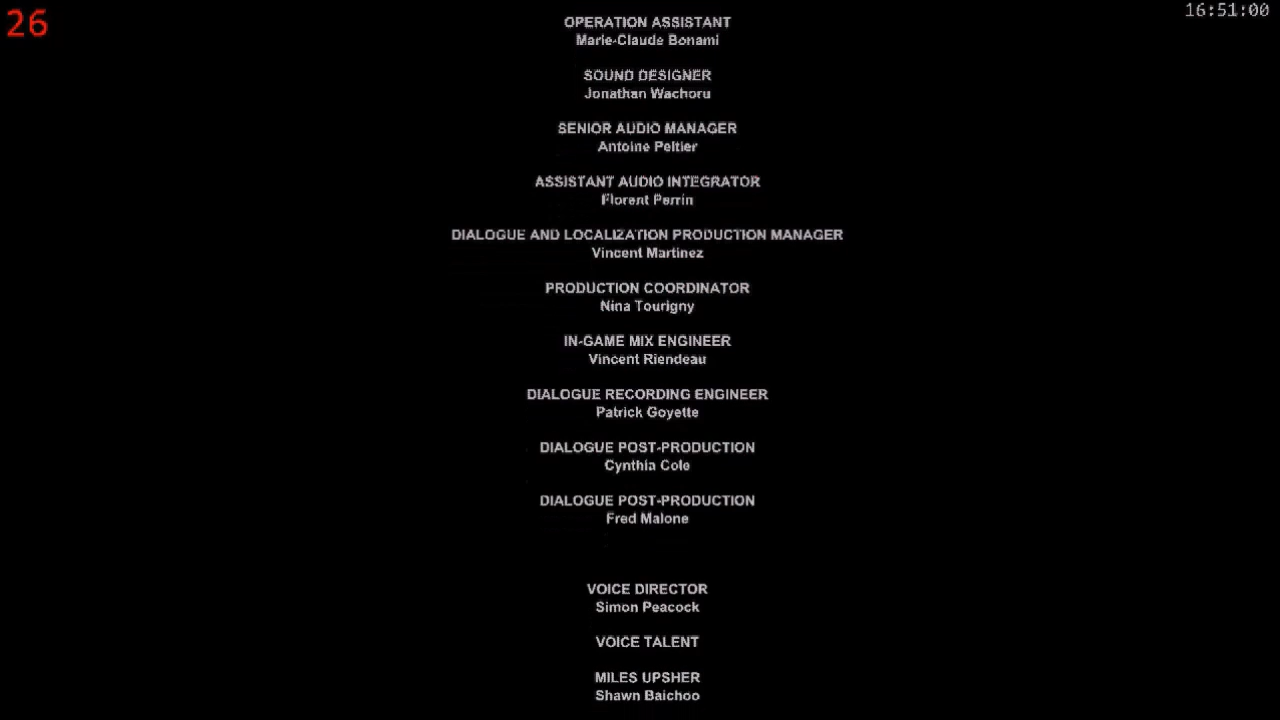 26
16:51:00
OPERATION ASSISTANT
Marie-Claude Bonami
SOUND DESIGNER
Jonathan Wachoru
SENIOR AUDIO MANAGER
Antoine Peltier
ASSISTANT AUDIO INTEGRATOR
Florent Perrin
DIALOGUE AND LOCALIZATION PRODUCTION MANAGER
Vincent Martinez
PRODUCTION COORDINATOR
Nina Tourigny
IN-GAME MIX ENGINEER
Vincent Riendeau
DIALOGUE RECORDING ENGINEER
Patrick Goyette
DIALOGUE POST-PRODUCTION
Cynthia Cole
DIALOGUE POST-PRODUCTION
Fred Malone
VOICE DIRECTOR
Simon Peacock
VOICE TALENT
MILES UPSHER
Shawn Baichoo